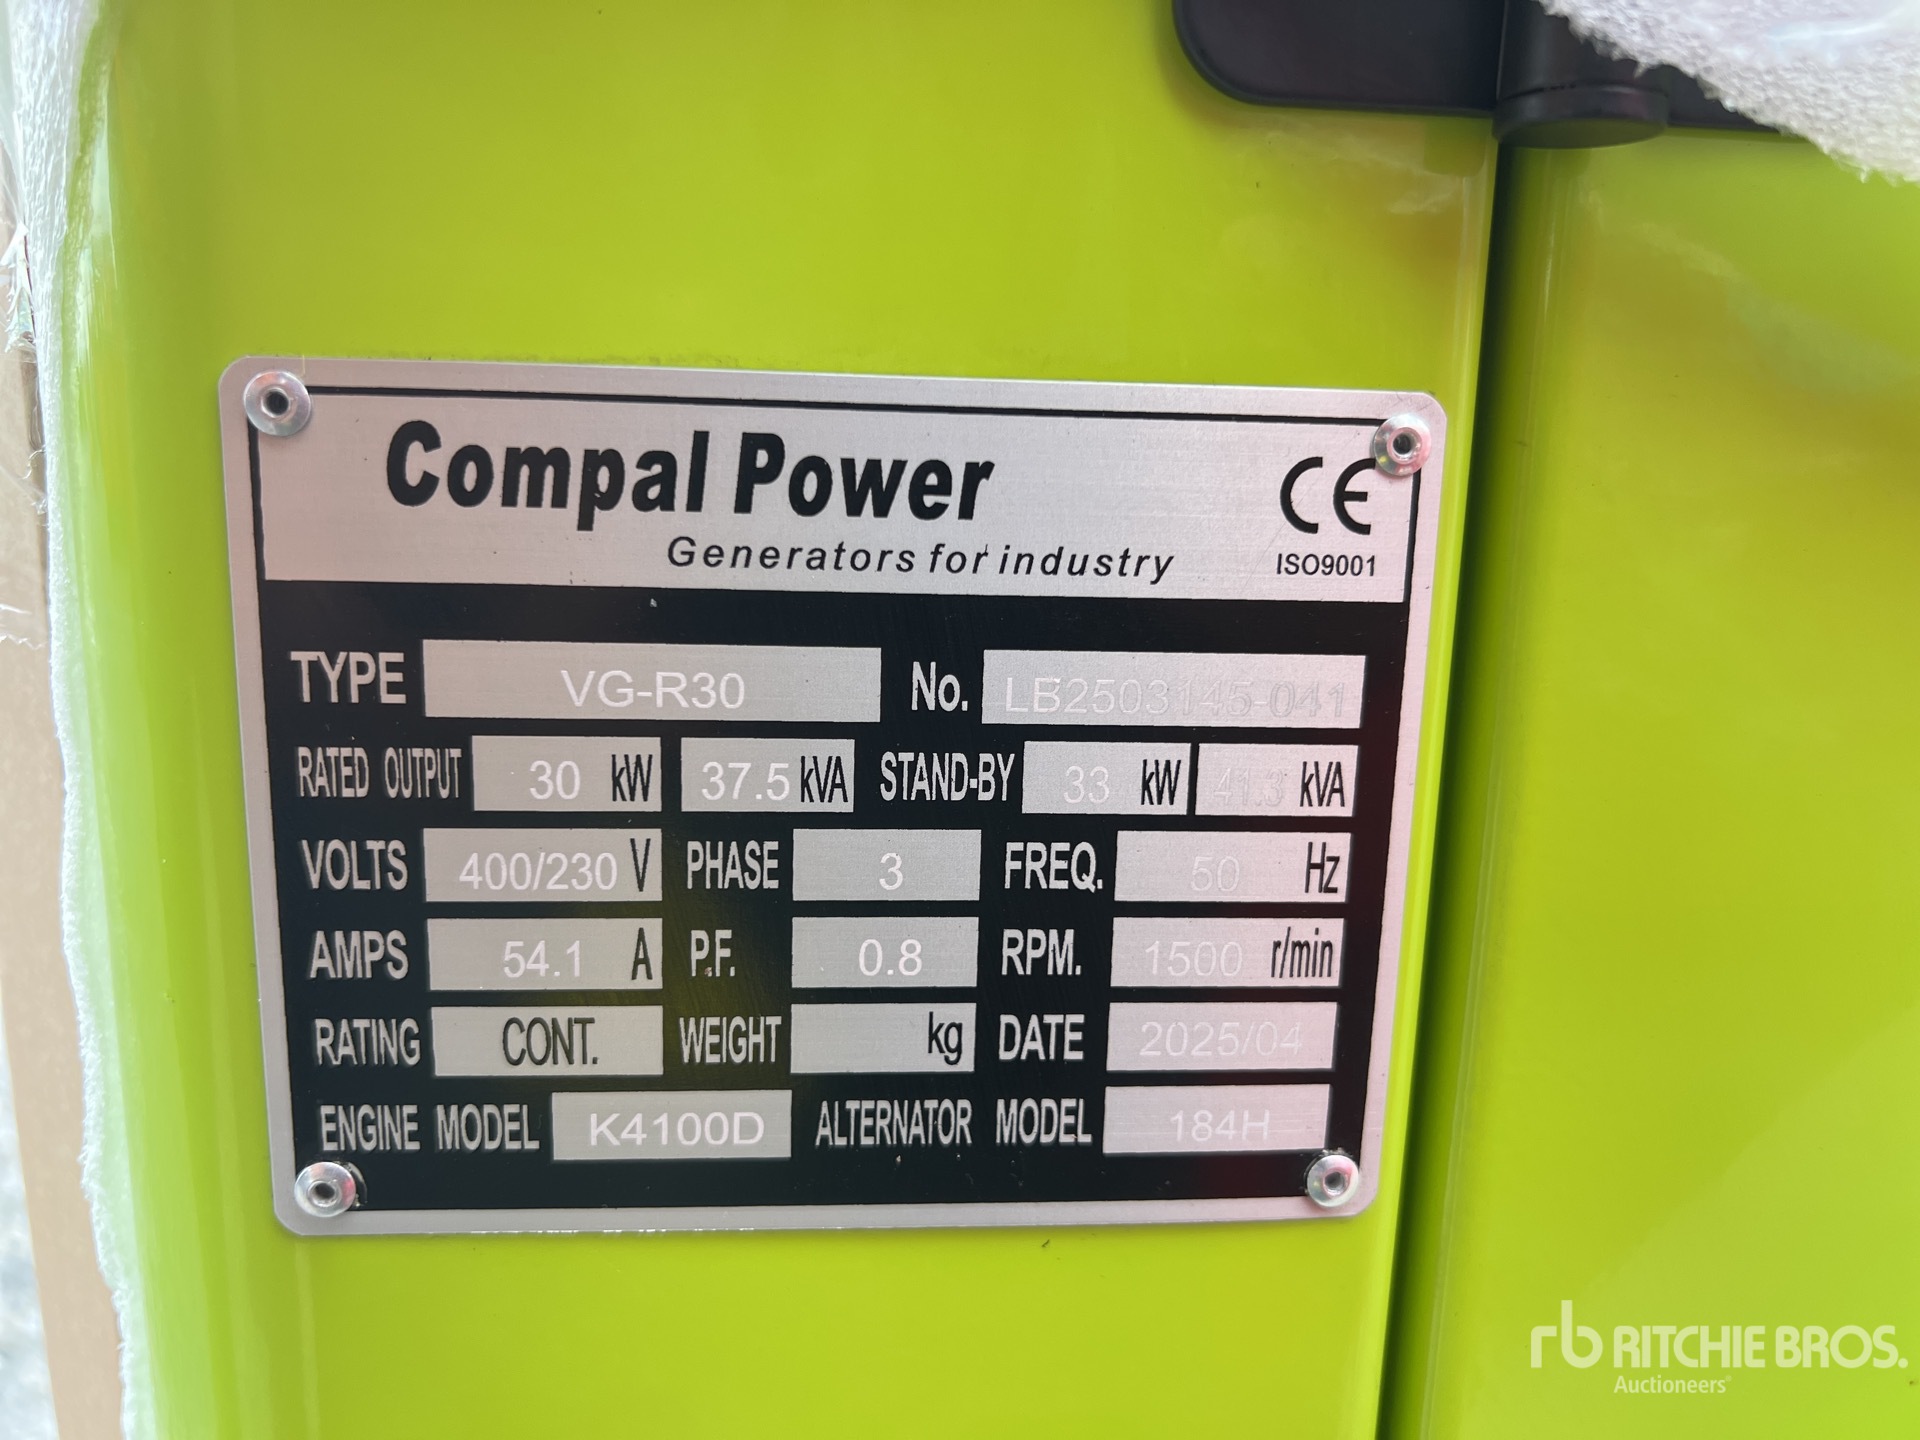 Compal Power
Generators for industry
CE
ISO9001
TYPE VG-R30 No. LB2503145-041
RATED OUTPUT 30 kW 37.5 kVA STAND-BY 33 kW 41.3 kVA
VOLTS 400/230 V PHASE 3 FREQ. 50 Hz
AMPS 54.1 A P.F. 0.8 RPM. 1500 r/min
RATING CONT. WEIGHT kg DATE 2025/04
ENGINE MODEL K4100D ALTERNATOR MODEL 184H
rb RITCHIE BROS.
Auctioneers